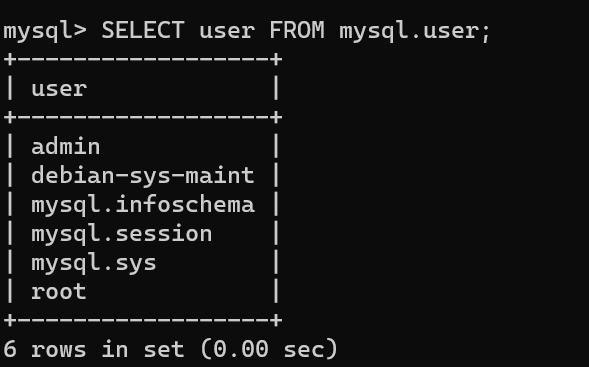 mysql> SELECT user FROM mysql.user;
+------------------+
| user             |
+------------------+
| admin            |
| debian-sys-maint |
| mysql.infoschema |
| mysql.session    |
| mysql.sys        |
| root             |
+------------------+
6 rows in set (0.00 sec)